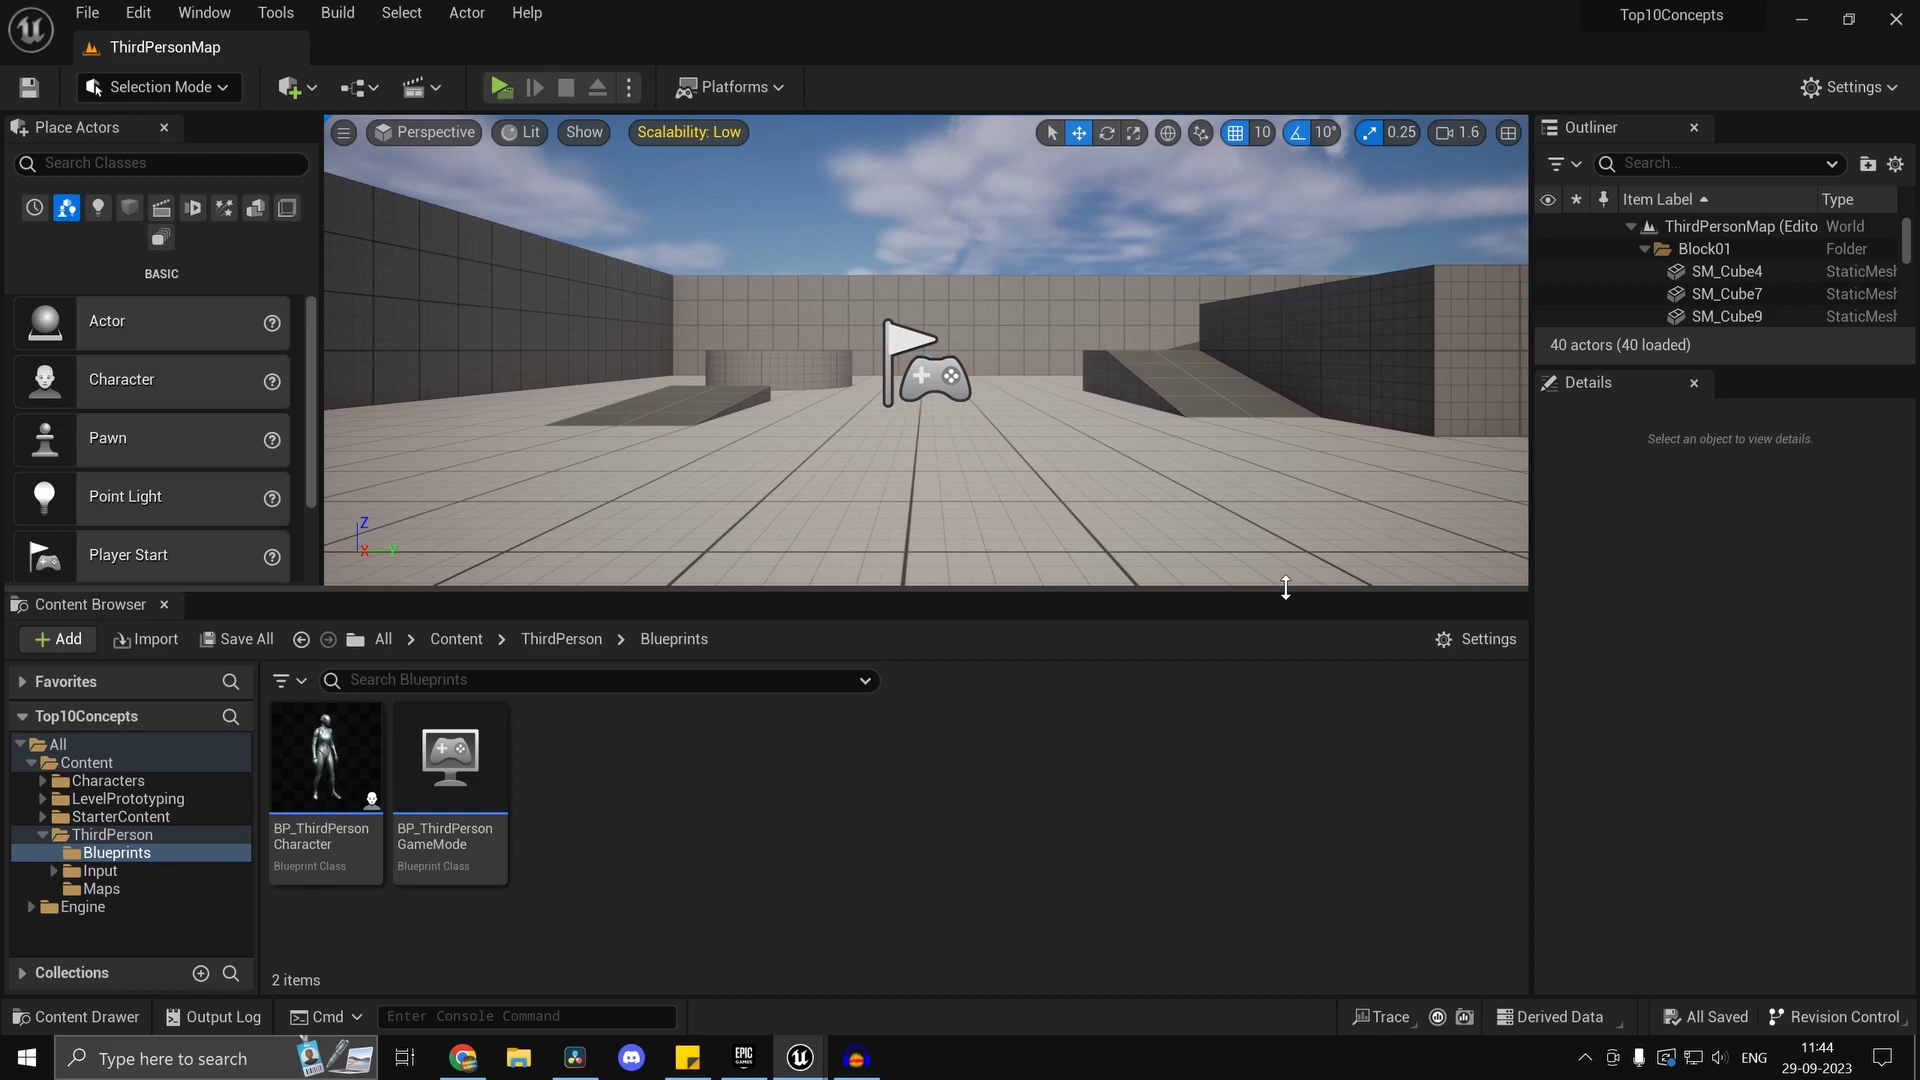 File Edit Window Tools Build Select Actor Help
Top10Concepts
ThirdPersonMap
Selection Mode
Platforms
Settings
Place Actors
Search Classes
BASIC
Actor
Character
Pawn
Point Light
Player Start
Perspective
Lit
Show
Scalability: Low
10
10°
0.25
1.6
Z
X
Y
Outliner
Search...
Item Label
Type
ThirdPersonMap (Edito World
Block01 Folder
SM_Cube4 StaticMesh
SM_Cube7 StaticMesh
SM_Cube9 StaticMesh
40 actors (40 loaded)
Details
Select an object to view details.
Content Browser
Add
Import
Save All
All
Content
ThirdPerson
Blueprints
Settings
Favorites
Top10Concepts
All
Content
Characters
LevelPrototyping
StarterContent
ThirdPerson
Blueprints
Input
Maps
Engine
Collections
Search Blueprints
BP_ThirdPerson
Character
Blueprint Class
BP_ThirdPerson
GameMode
Blueprint Class
2 items
Content Drawer
Output Log
Cmd
Enter Console Command
Trace
Derived Data
All Saved
Revision Control
Type here to search
EPIC
GAMES
ENG
11:44
29-09-2023